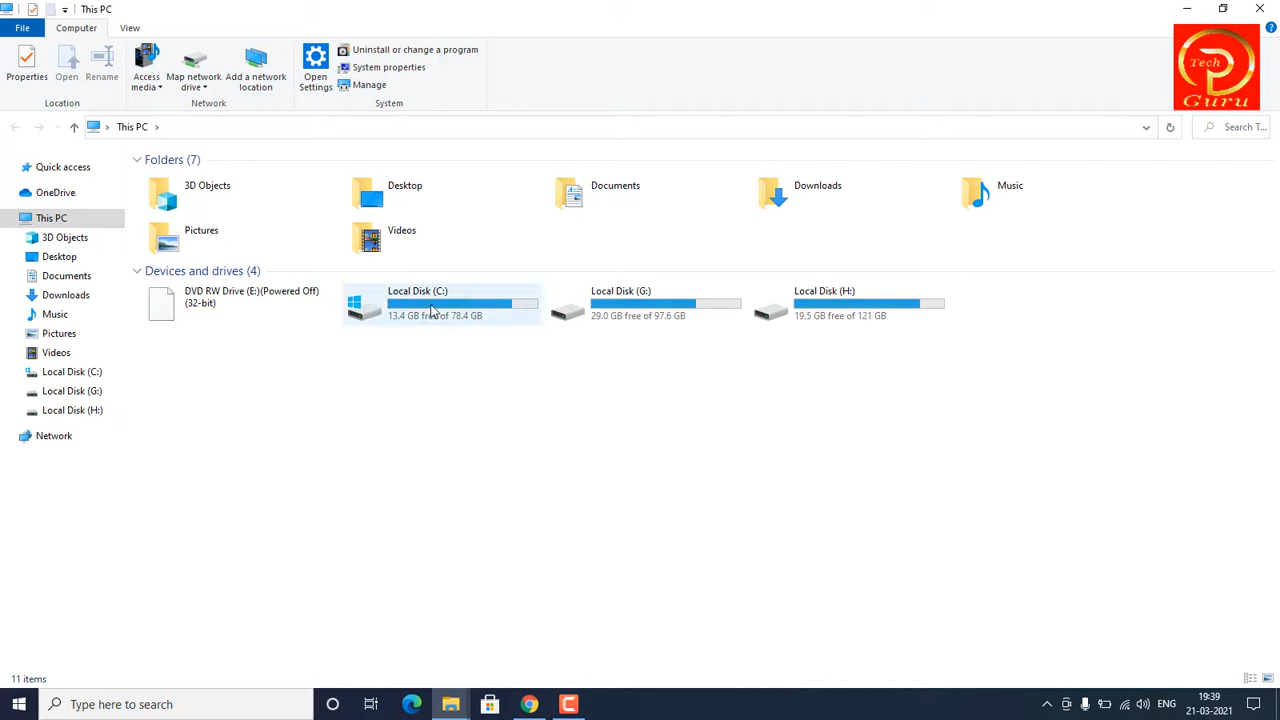 This PC
File
Computer
View
Properties
Open
Rename
Access media
Map network drive
Add a network location
Open Settings
Uninstall or change a program
System properties
Manage
Location
Network
System
Tech
Guru
This PC
Search T...
Quick access
OneDrive
This PC
3D Objects
Desktop
Documents
Downloads
Music
Pictures
Videos
Local Disk (C:)
Local Disk (G:)
Local Disk (H:)
Network
Folders (7)
3D Objects
Desktop
Documents
Downloads
Music
Pictures
Videos
Devices and drives (4)
DVD RW Drive (E:)(Powered Off)
(32-bit)
Local Disk (C:)
13.4 GB free of 78.4 GB
Local Disk (G:)
29.0 GB free of 97.6 GB
Local Disk (H:)
19.5 GB free of 121 GB
11 items
Type here to search
ENG
19:39
21-03-2021